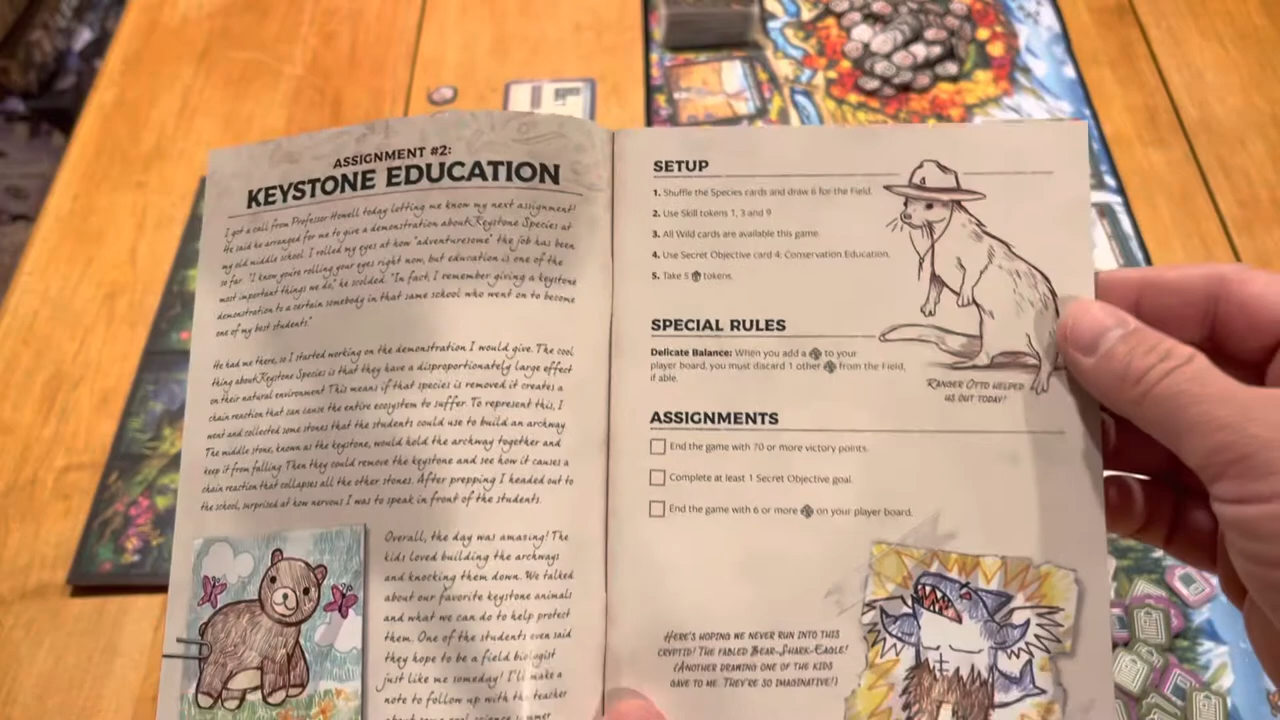 ASSIGNMENT #2:
KEYSTONE EDUCATION
I got a call from Professor Howell today letting me know my next assignment!
He said he arranged for me to give a demonstration about Keystone Species at
my old middle school. I rolled my eyes at how "adventuresome" the job has been
so far. "I know you're rolling your eyes right now, but education is one of the
most important things we do," he scolded. "In fact, I remember giving a keystone
demonstration to a certain somebody in that same school who went on to become
one of my best students."
He had me there, so I started working on the demonstration I would give. The cool
thing about Keystone Species is that they have a disproportionately large effect
on their natural environment. This means if that species is removed it creates a
chain reaction that can cause the entire ecosystem to suffer. To represent this, I
went and collected some stones that the students could use to build an archway.
The middle stone, known as the keystone, would hold the archway together and
keep it from falling. Then they could remove the keystone and see how it causes a
chain reaction that collapses all the other stones. After prepping I headed out to
the school, surprised at how nervous I was to speak in front of the students.
Overall, the day was amazing! The
kids loved building the archways
and knocking them down. We talked
about our favorite keystone animals
and what we can do to help protect
them. One of the students even said
they hope to be a field biologist
just like me someday! I'll make a
note to follow up with the teacher
SETUP
1. Shuffle the Species cards and draw 6 for the Field.
2. Use Skill tokens 1, 3 and 9
3. All Wild cards are available this game.
4. Use Secret Objective card 4: Conservation Education.
5. Take 5 tokens.
SPECIAL RULES
Delicate Balance: When you add a to your
player board, you must discard 1 other from the Field,
if able.
RANGER OTTO HELPED
US OUT TODAY!
ASSIGNMENTS
End the game with 70 or more victory points.
Complete at least 1 Secret Objective goal.
End the game with 6 or more on your player board.
HERE'S HOPING WE NEVER RUN INTO THIS
CRYPTID! THE FABLED BEAR-SHARK-EAGLE!
(ANOTHER DRAWING ONE OF THE KIDS
GAVE TO ME. THEY'RE SO IMAGINATIVE!)